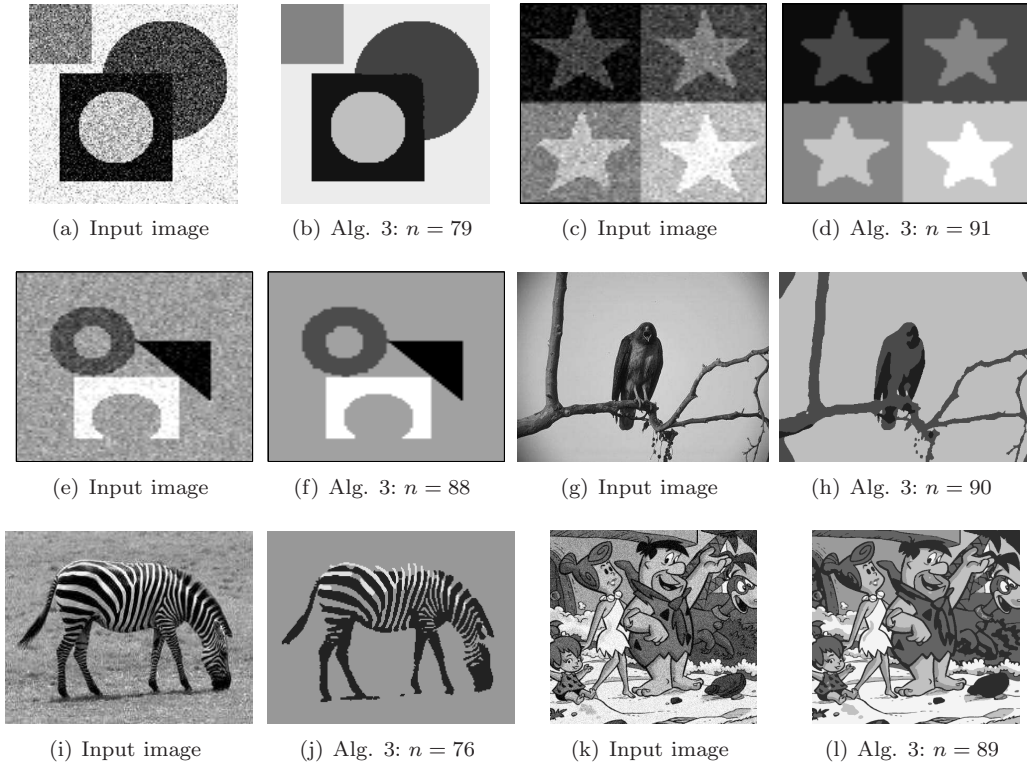 (a) Input image
(b) Alg. 3: n = 79
(c) Input image
(d) Alg. 3: n = 91
(e) Input image
(f) Alg. 3: n = 88
(g) Input image
(h) Alg. 3: n = 90
(i) Input image
(j) Alg. 3: n = 76
(k) Input image
(l) Alg. 3: n = 89